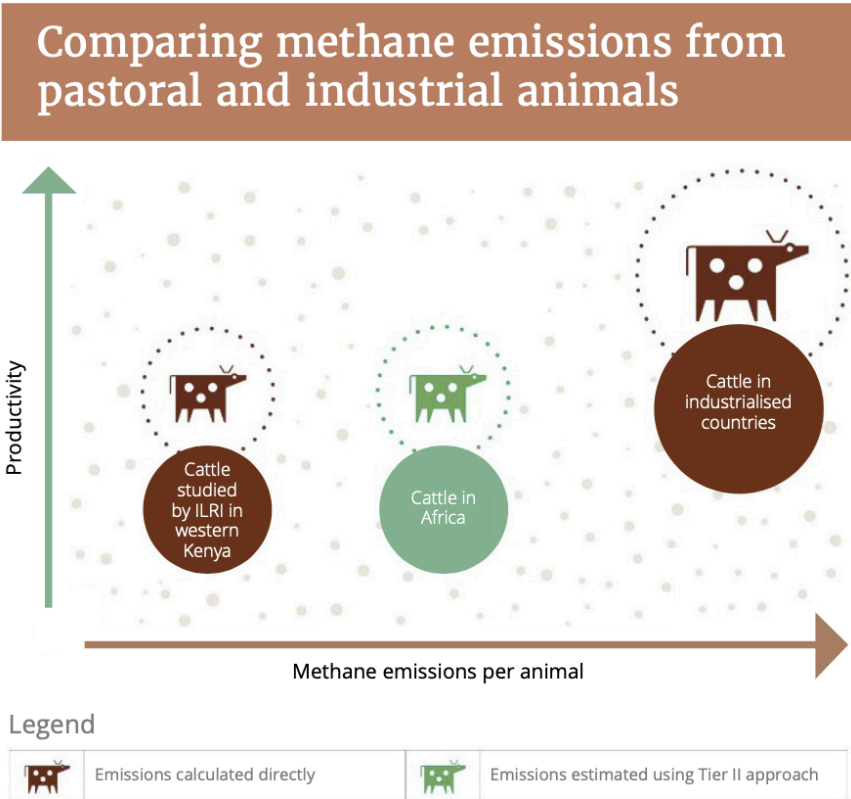 Comparing methane emissions from
pastoral and industrial animals
Productivity
Cattle
studied
by ILRI in
western
Kenya
Cattle in
Africa
Cattle in
industrialised
countries
Methane emissions per animal
Legend
Emissions calculated directly
Emissions estimated using Tier II approach